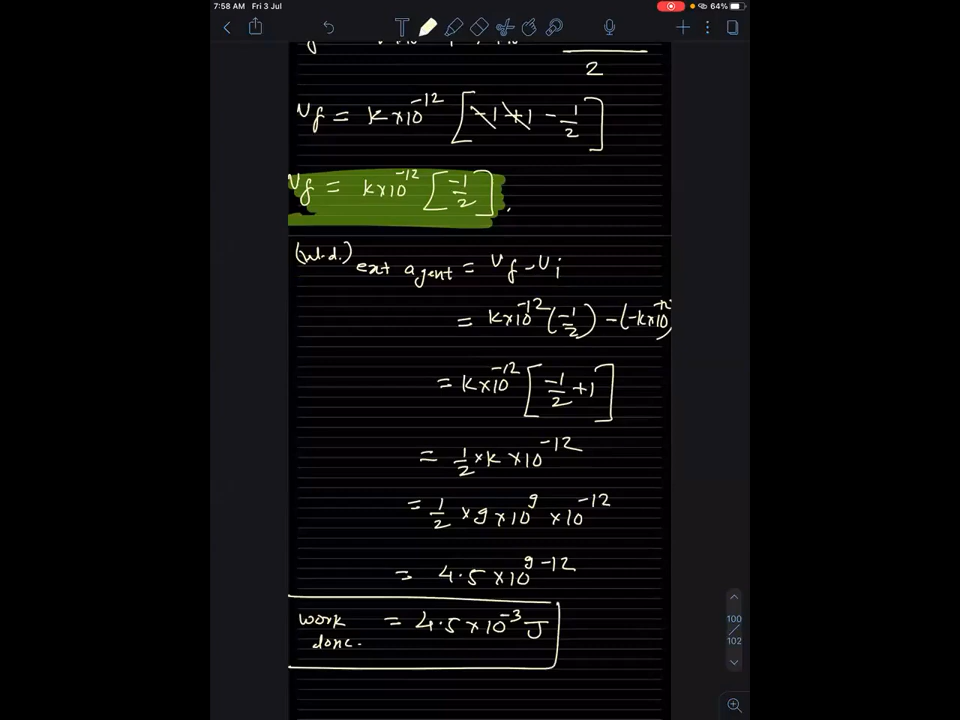 7:58 AM Fri 3 Jul
64%
2
Uf = K×10^-12 [-1+1 - 1/2]
Uf = K×10^-12 [-1/2].
(W.d.) ext agent = Uf - Ui
= K×10^-12 (-1/2) - (-K×10^-12)
= K×10^-12 [-1/2 + 1]
= 1/2 × K × 10^-12
= 1/2 × 9 × 10^9 × 10^-12
= 4.5 × 10^9-12
work done. = 4.5 × 10^-3 J
100
/
102